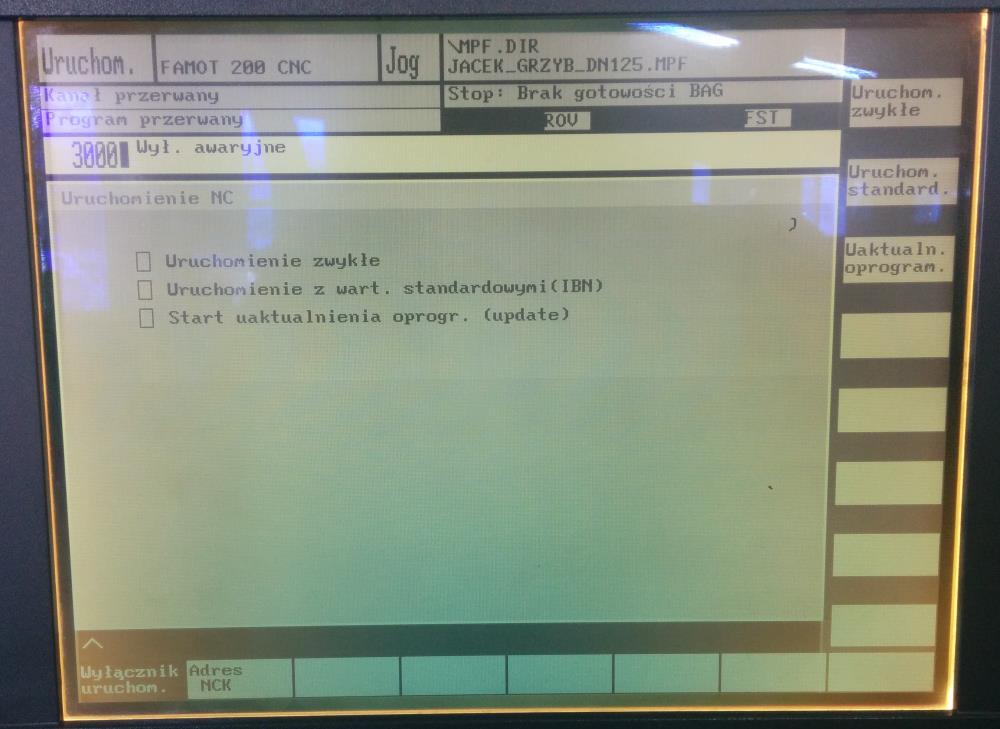 Uruchom.
FAMOT 200 CNC
Jog
\MPF.DIR
JACEK_GRZYB_DN125.MPF
Kanał przerwany
Stop: Brak gotowości BAG
Program przerwany
ROV
FST
3000
Wył. awaryjne
Uruchom.
zwykłe
Uruchom.
standard.
Uaktualn.
oprogram.
Uruchomienie NC
)
Uruchomienie zwykłe
Uruchomienie z wart. standardowymi(IBN)
Start uaktualnienia oprogr. (update)
^
Wyłącznik
uruchom.
Adres
NCK